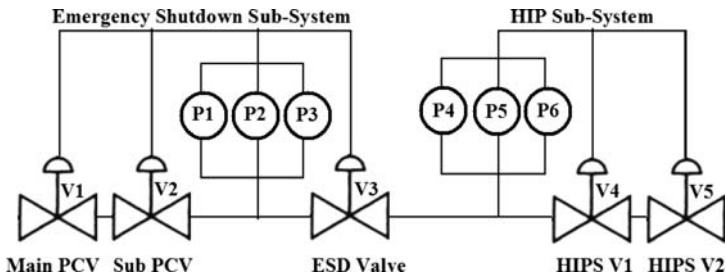 Emergency Shutdown Sub-System HIP Sub-System
P1 P2 P3 P4 P5 P6
V1 V2 V3 V4 V5
Main PCV Sub PCV ESD Valve HIPS V1 HIPS V2